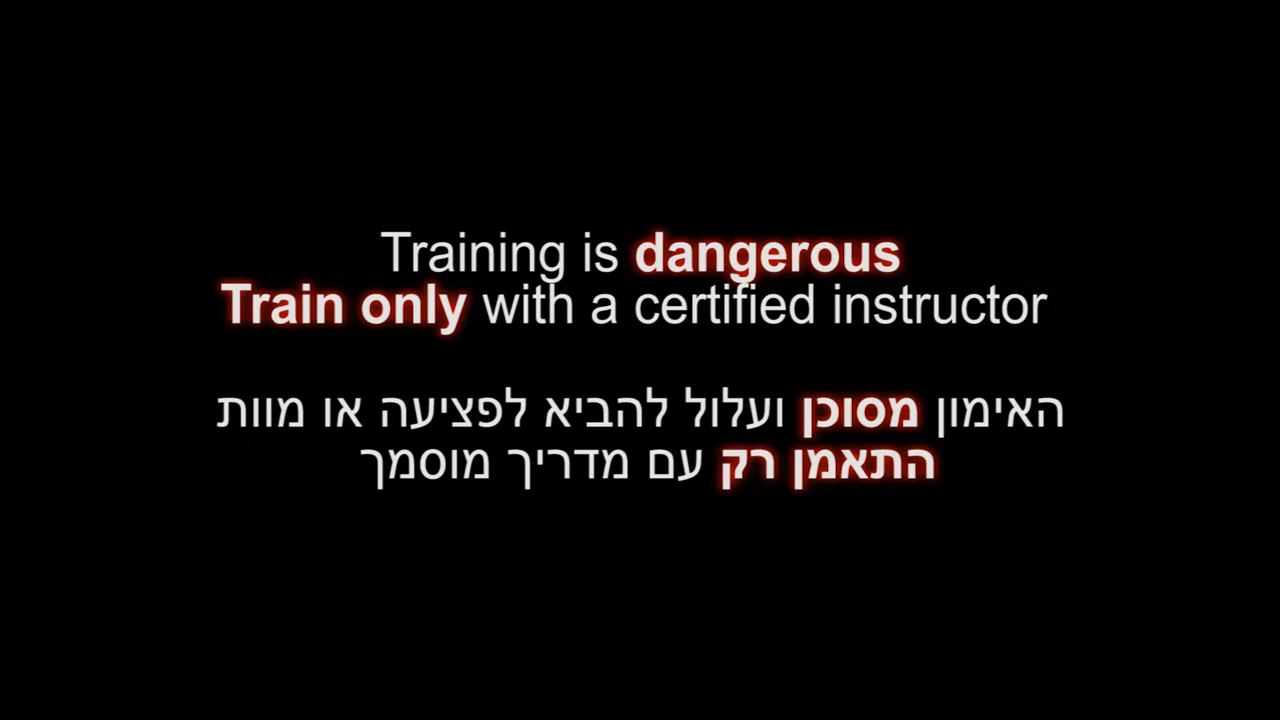 Training is dangerous
Train only with a certified instructor
האימון מסוכן ועלול להביא לפציעה או מוות
התאמן רק עם מדריך מוסמך